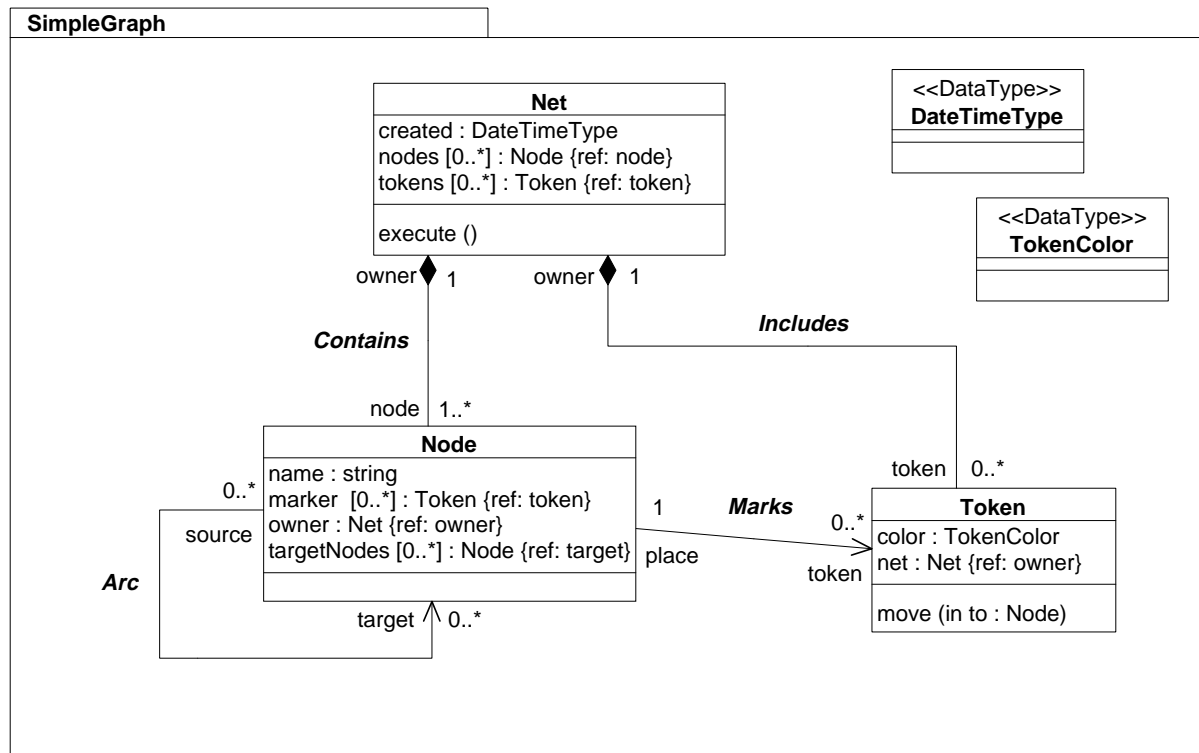 SimpleGraph
Net
created : DateTimeType
nodes [0..*] : Node {ref: node}
tokens [0..*] : Token {ref: token}
execute ()
<<DataType>>
DateTimeType
<<DataType>>
TokenColor
owner
1
owner
1
Contains
Includes
node
1..*
Node
name : string
marker [0..*] : Token {ref: token}
owner : Net {ref: owner}
targetNodes [0..*] : Node {ref: target}
0..*
source
Arc
target
0..*
1
place
Marks
0..*
token
token
0..*
Token
color : TokenColor
net : Net {ref: owner}
move (in to : Node)